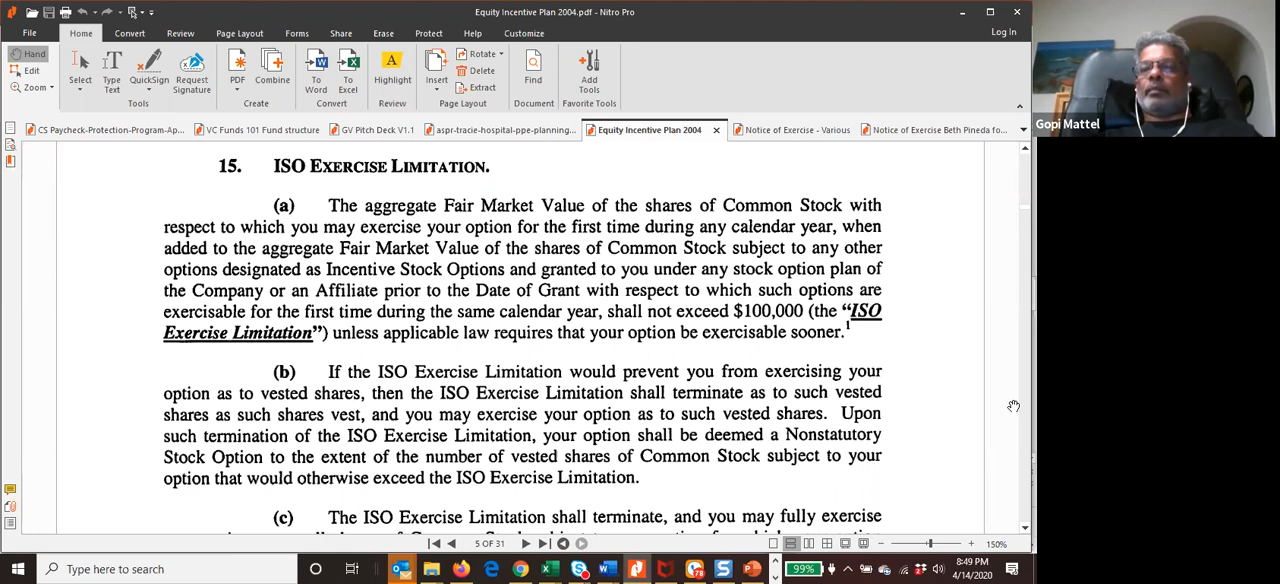 Equity Incentive Plan 2004.pdf - Nitro Pro
File
Home
Convert
Review
Page Layout
Forms
Share
Erase
Protect
Help
Customize
Log In
Hand
Edit
Zoom
Select
Type Text
QuickSign
Request Signature
PDF
Combine
To Word
To Excel
Highlight
Insert
Rotate
Delete
Extract
Find
Add Tools
Tools
Create
Convert
Review
Page Layout
Document
Favorite Tools
CS Paycheck-Protection-Program-Ap...
VC Funds 101 Fund structure
GV Pitch Deck V1.1
aspr-tracie-hospital-ppe-planning...
Equity Incentive Plan 2004
Notice of Exercise - Various
Notice of Exercise Beth Pineda fo...
Gopi Mattel
15. ISO EXERCISE LIMITATION.
(a) The aggregate Fair Market Value of the shares of Common Stock with
respect to which you may exercise your option for the first time during any calendar year, when
added to the aggregate Fair Market Value of the shares of Common Stock subject to any other
options designated as Incentive Stock Options and granted to you under any stock option plan of
the Company or an Affiliate prior to the Date of Grant with respect to which such options are
exercisable for the first time during the same calendar year, shall not exceed $100,000 (the “ISO
Exercise Limitation”) unless applicable law requires that your option be exercisable sooner.1
(b) If the ISO Exercise Limitation would prevent you from exercising your
option as to vested shares, then the ISO Exercise Limitation shall terminate as to such vested
shares as such shares vest, and you may exercise your option as to such vested shares. Upon
such termination of the ISO Exercise Limitation, your option shall be deemed a Nonstatutory
Stock Option to the extent of the number of vested shares of Common Stock subject to your
option that would otherwise exceed the ISO Exercise Limitation.
(c) The ISO Exercise Limitation shall terminate, and you may fully exercise
5 OF 31
150%
Type here to search
99%
8:49 PM
4/14/2020